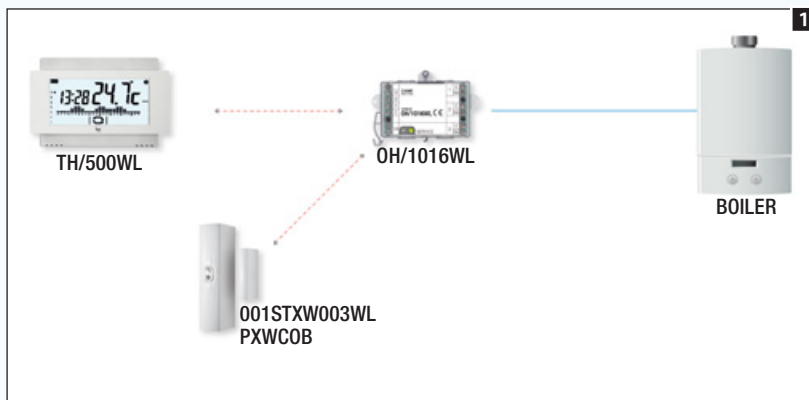 1
13:28 24.7c
TH/500WL
OH/1016WL
BOILER
001STXW003WL
PXWCOB